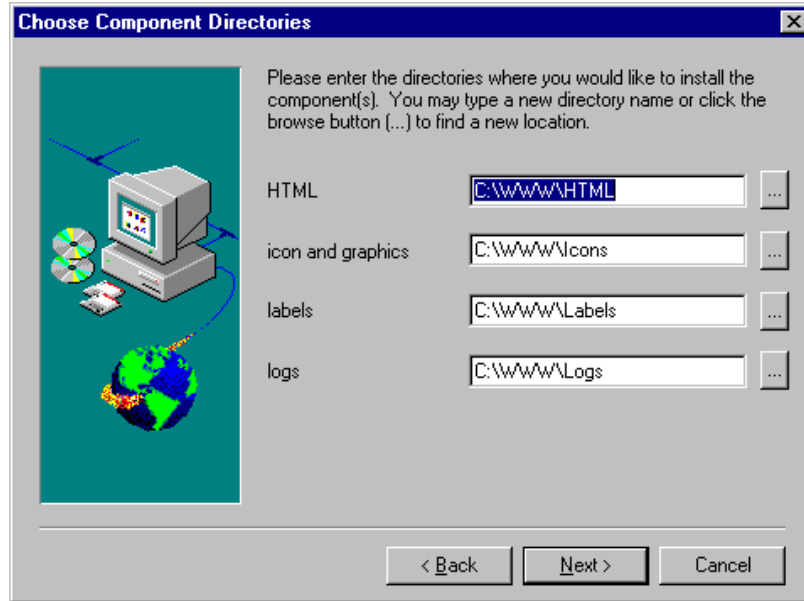 Choose Component Directories
Please enter the directories where you would like to install the
component(s). You may type a new directory name or click the
browse button (...) to find a new location.
HTML C:\WWW\HTML ...
icon and graphics C:\WWW\Icons ...
labels C:\WWW\Labels ...
logs C:\WWW\Logs ...
< Back Next > Cancel